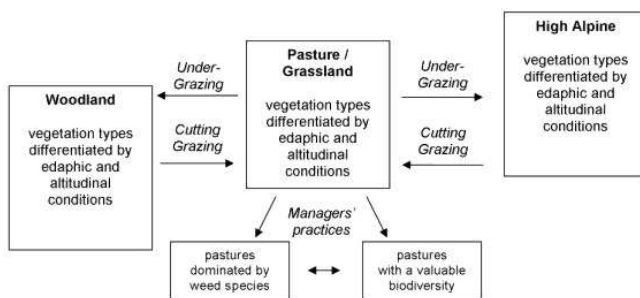 Woodland
vegetation types
differentiated by
edaphic and
altitudinal
conditions
Under-
Grazing
Cutting
Grazing
Pasture /
Grassland
vegetation types
differentiated by
edaphic and
altitudinal
conditions
Under-
Grazing
Cutting
Grazing
High Alpine
vegetation types
differentiated by
edaphic and
altitudinal
conditions
Managers'
practices
pastures
dominated by
weed species
pastures
with a valuable
biodiversity